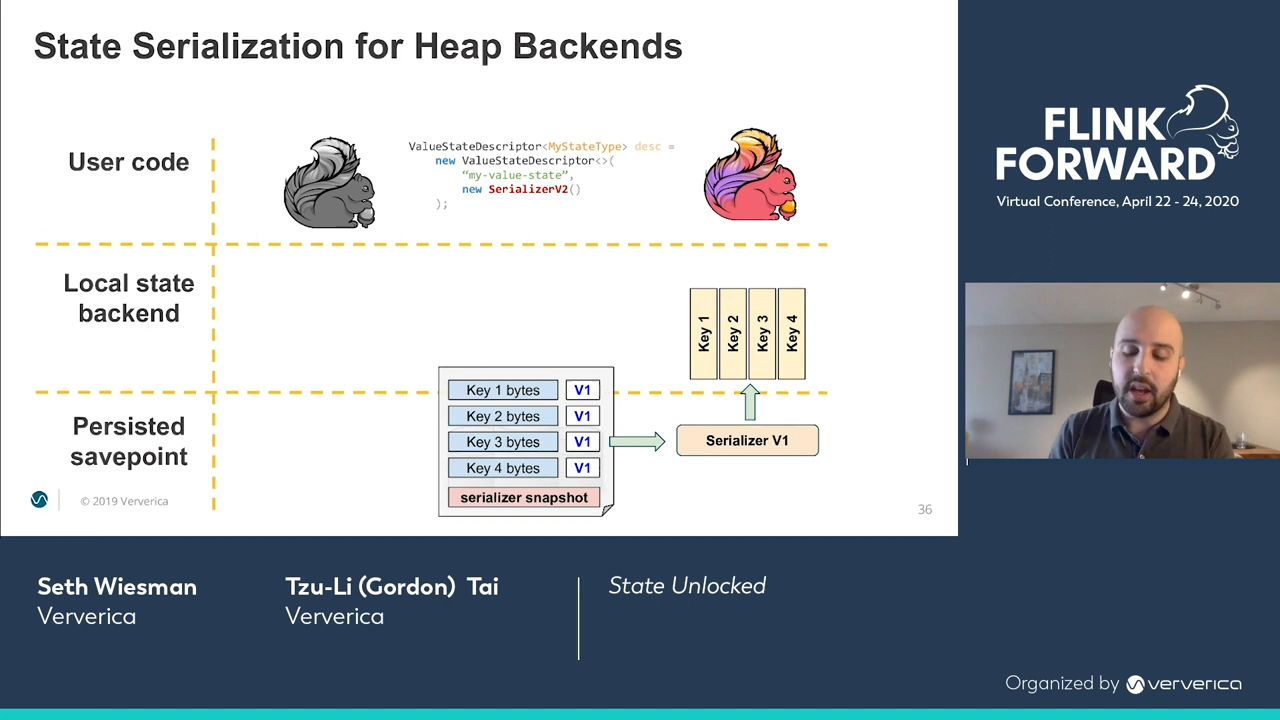 State Serialization for Heap Backends
User code
ValueStateDescriptor<MyStateType> desc =
new ValueStateDescriptor<>(
“my-value-state”,
new SerializerV2()
);
Local state
backend
Key 1
Key 2
Key 3
Key 4
Persisted
savepoint
Key 1 bytes V1
Key 2 bytes V1
Key 3 bytes V1
Key 4 bytes V1
serializer snapshot
Serializer V1
© 2019 Ververica
36
FLINK
FORWARD
Virtual Conference, April 22 - 24, 2020
Seth Wiesman
Ververica
Tzu-Li (Gordon) Tai
Ververica
State Unlocked
Organized by ververica